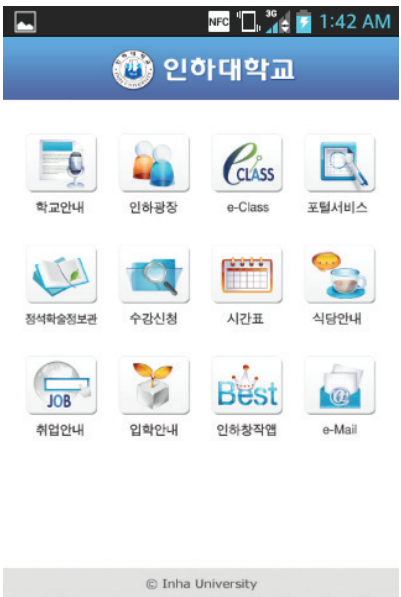 NFC 3G 1:42 AM
인하대학교
CLASS
학교안내 인하광장 e-Class 포털서비스
정석학술정보관 수강신청 시간표 식당안내
JOB Best @
취업안내 입학안내 인하창작앱 e-Mail
© Inha University